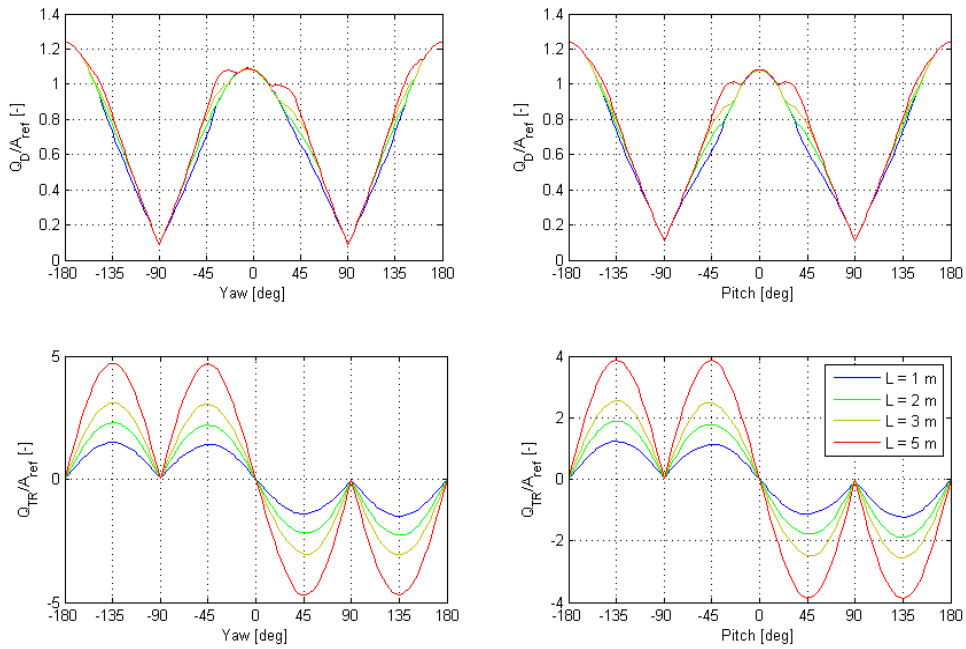 1.4
1.2
1
0.8
0.6
0.4
0.2
0
Q_D/A_ref [-]
-180 -135 -90 -45 0 45 90 135 180
Yaw [deg]
1.4
1.2
1
0.8
0.6
0.4
0.2
0
Q_D/A_ref [-]
-180 -135 -90 -45 0 45 90 135 180
Pitch [deg]
5
0
-5
Q_TR/A_ref [-]
-180 -135 -90 -45 0 45 90 135 180
Yaw [deg]
4
2
0
-2
-4
Q_TR/A_ref [-]
-180 -135 -90 -45 0 45 90 135 180
Pitch [deg]
L = 1 m
L = 2 m
L = 3 m
L = 5 m